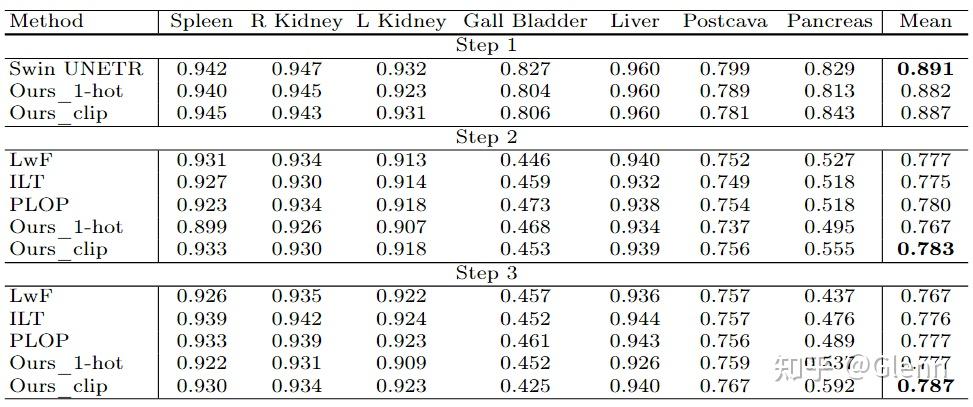 Method Spleen R Kidney L Kidney Gall Bladder Liver Postcava Pancreas Mean
Step 1
Swin UNETR 0.942 0.947 0.932 0.827 0.960 0.799 0.829 0.891
Ours_1-hot 0.940 0.945 0.923 0.804 0.960 0.789 0.813 0.882
Ours_clip 0.945 0.943 0.931 0.806 0.960 0.781 0.843 0.887
Step 2
LwF 0.931 0.934 0.913 0.446 0.940 0.752 0.527 0.777
ILT 0.927 0.930 0.914 0.459 0.932 0.749 0.518 0.775
PLOP 0.923 0.934 0.918 0.473 0.938 0.754 0.518 0.780
Ours_1-hot 0.899 0.926 0.907 0.468 0.934 0.737 0.495 0.767
Ours_clip 0.933 0.930 0.918 0.453 0.939 0.756 0.555 0.783
Step 3
LwF 0.926 0.935 0.922 0.457 0.936 0.757 0.437 0.767
ILT 0.939 0.942 0.924 0.452 0.944 0.757 0.476 0.776
PLOP 0.933 0.939 0.923 0.461 0.943 0.756 0.489 0.777
Ours_1-hot 0.922 0.931 0.909 0.452 0.926 0.759 0.537 0.777
Ours_clip 0.930 0.934 0.923 0.425 0.940 0.767 0.592 0.787
知乎 @Glenn